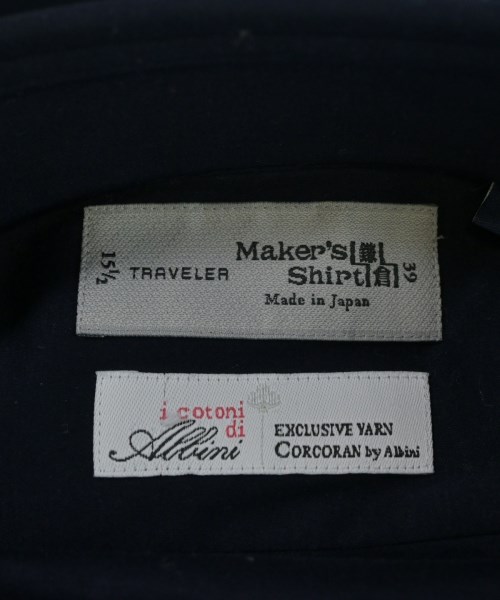 15½
TRAVELER
Maker's 鎌
Shirt 倉
39
Made in Japan
i cotoni
di
Albini
EXCLUSIVE YARN
CORCORAN by Albini